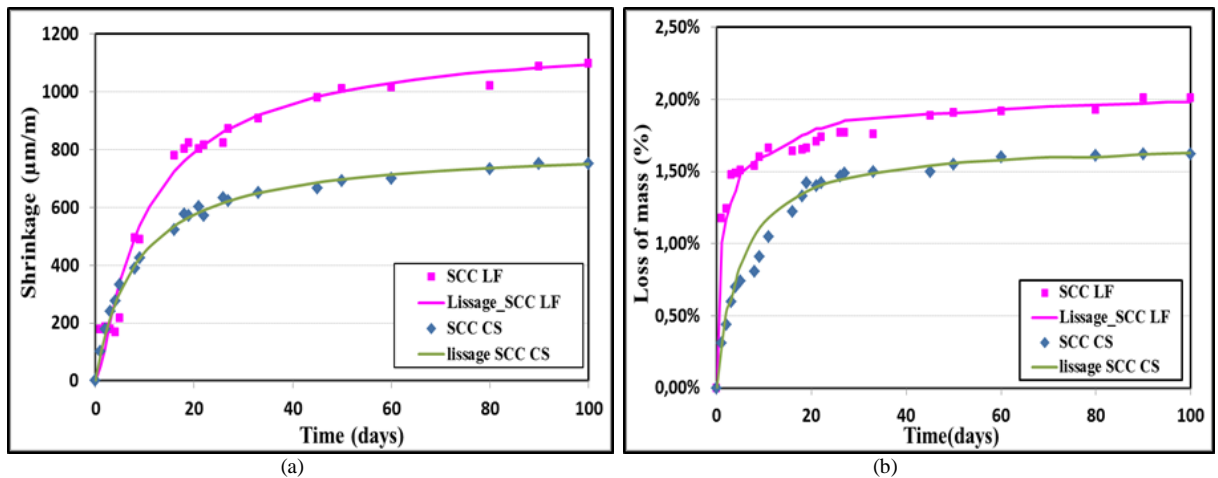 1200
1000
800
600
400
200
0
0
20
40
60
80
100
Shrinkage (µm/m)
Time (days)
SCC LF
Lissage_SCC LF
SCC CS
lissage SCC CS
(a)
2,50%
2,00%
1,50%
1,00%
0,50%
0,00%
0
20
40
60
80
100
Loss of mass (%)
Time(days)
SCC LF
Lissage_SCC LF
SCC CS
lissage SCC CS
(b)